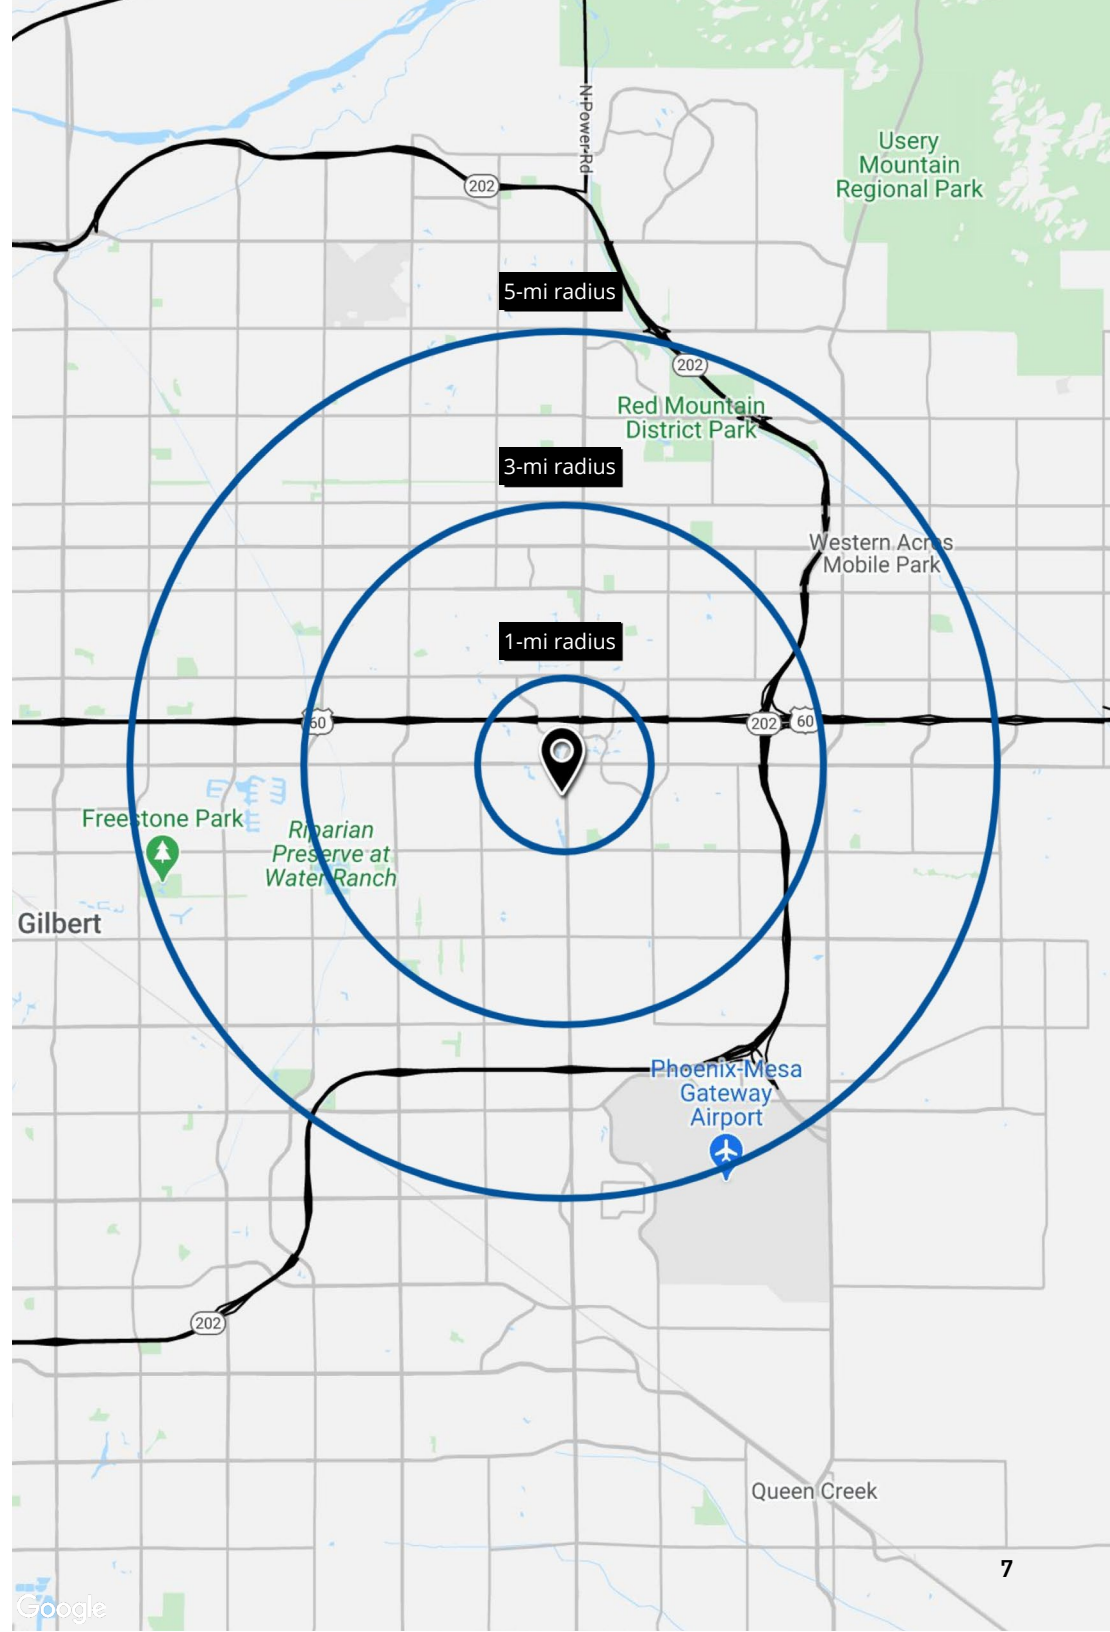 N Power Rd
Usery
Mountain
Regional Park
202
5-mi radius
202
Red Mountain
District Park
3-mi radius
Western Acres
Mobile Park
1-mi radius
60
202
60
Freestone Park
Riparian
Preserve at
Water Ranch
Gilbert
Phoenix-Mesa
Gateway
Airport
202
Queen Creek
7
Google